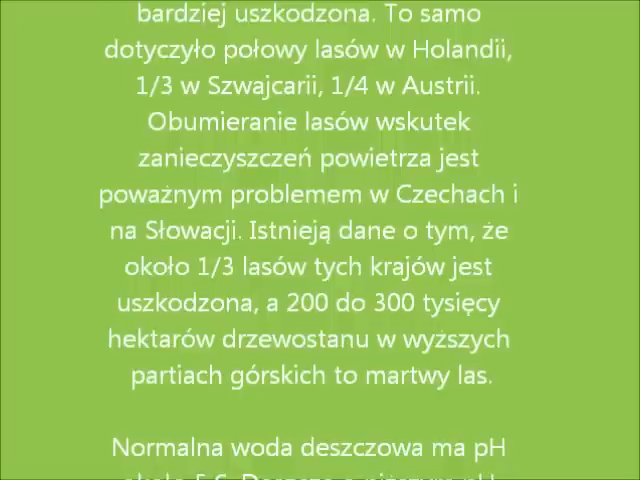 bardziej uszkodzona. To samo
dotyczyło połowy lasów w Holandii,
1/3 w Szwajcarii, 1/4 w Austrii.
Obumieranie lasów wskutek
zanieczyszczeń powietrza jest
poważnym problemem w Czechach i
na Słowacji. Istnieją dane o tym, że
około 1/3 lasów tych krajów jest
uszkodzona, a 200 do 300 tysięcy
hektarów drzewostanu w wyższych
partiach górskich to martwy las.
Normalna woda deszczowa ma pH